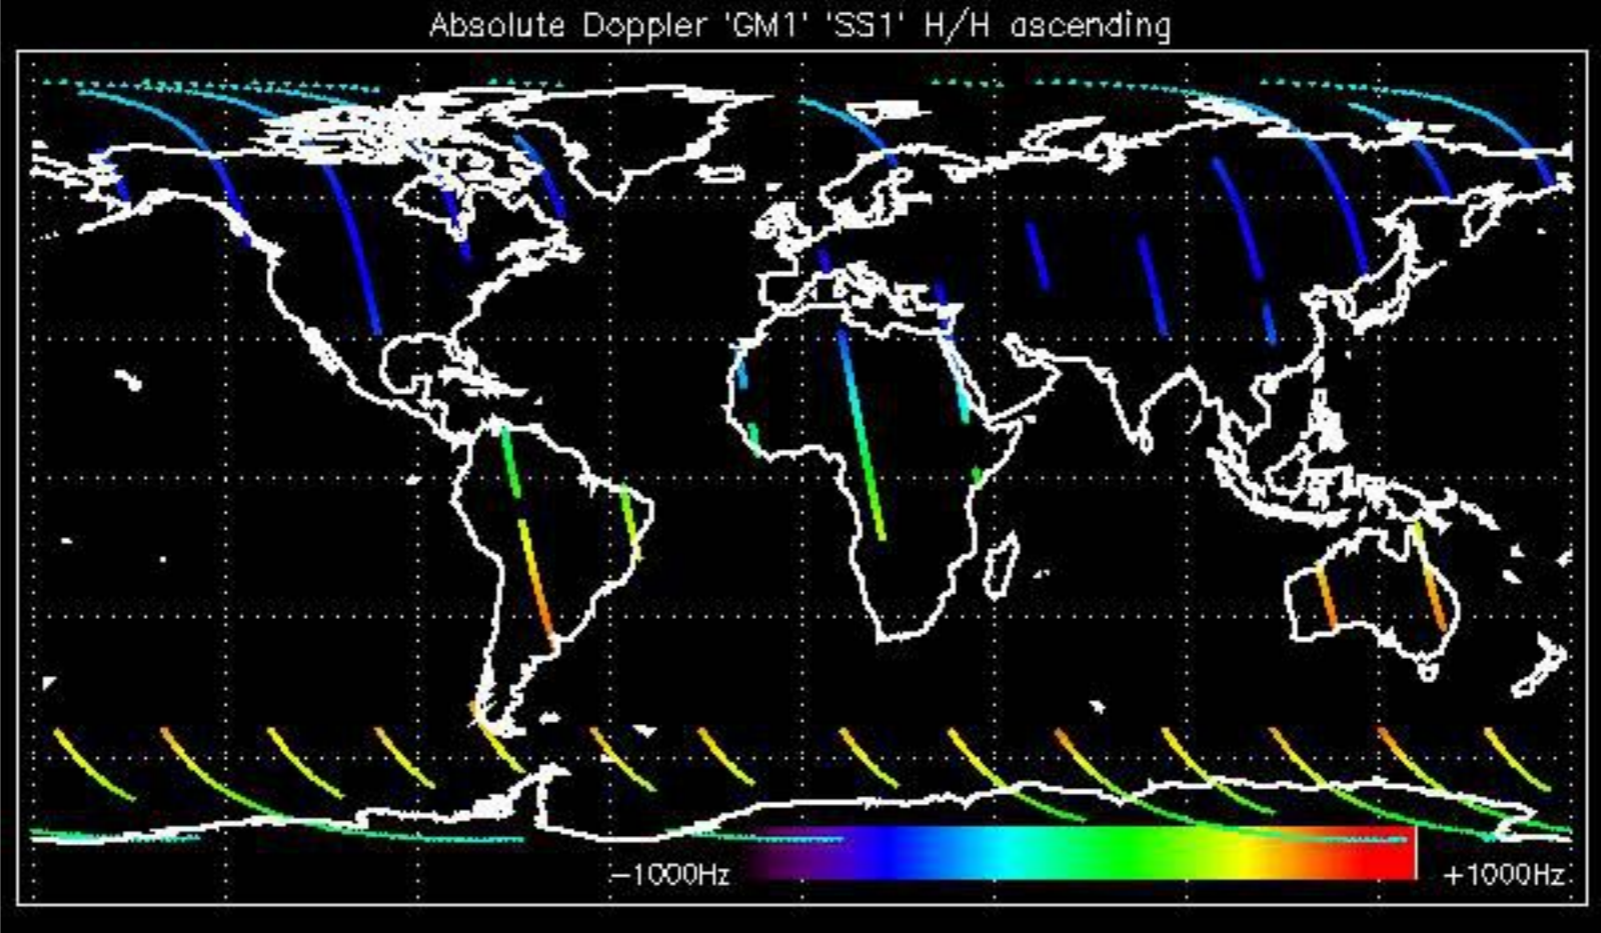 Absolute Doppler 'GM1' 'SS1' H/H ascending
−1000Hz
+1000Hz